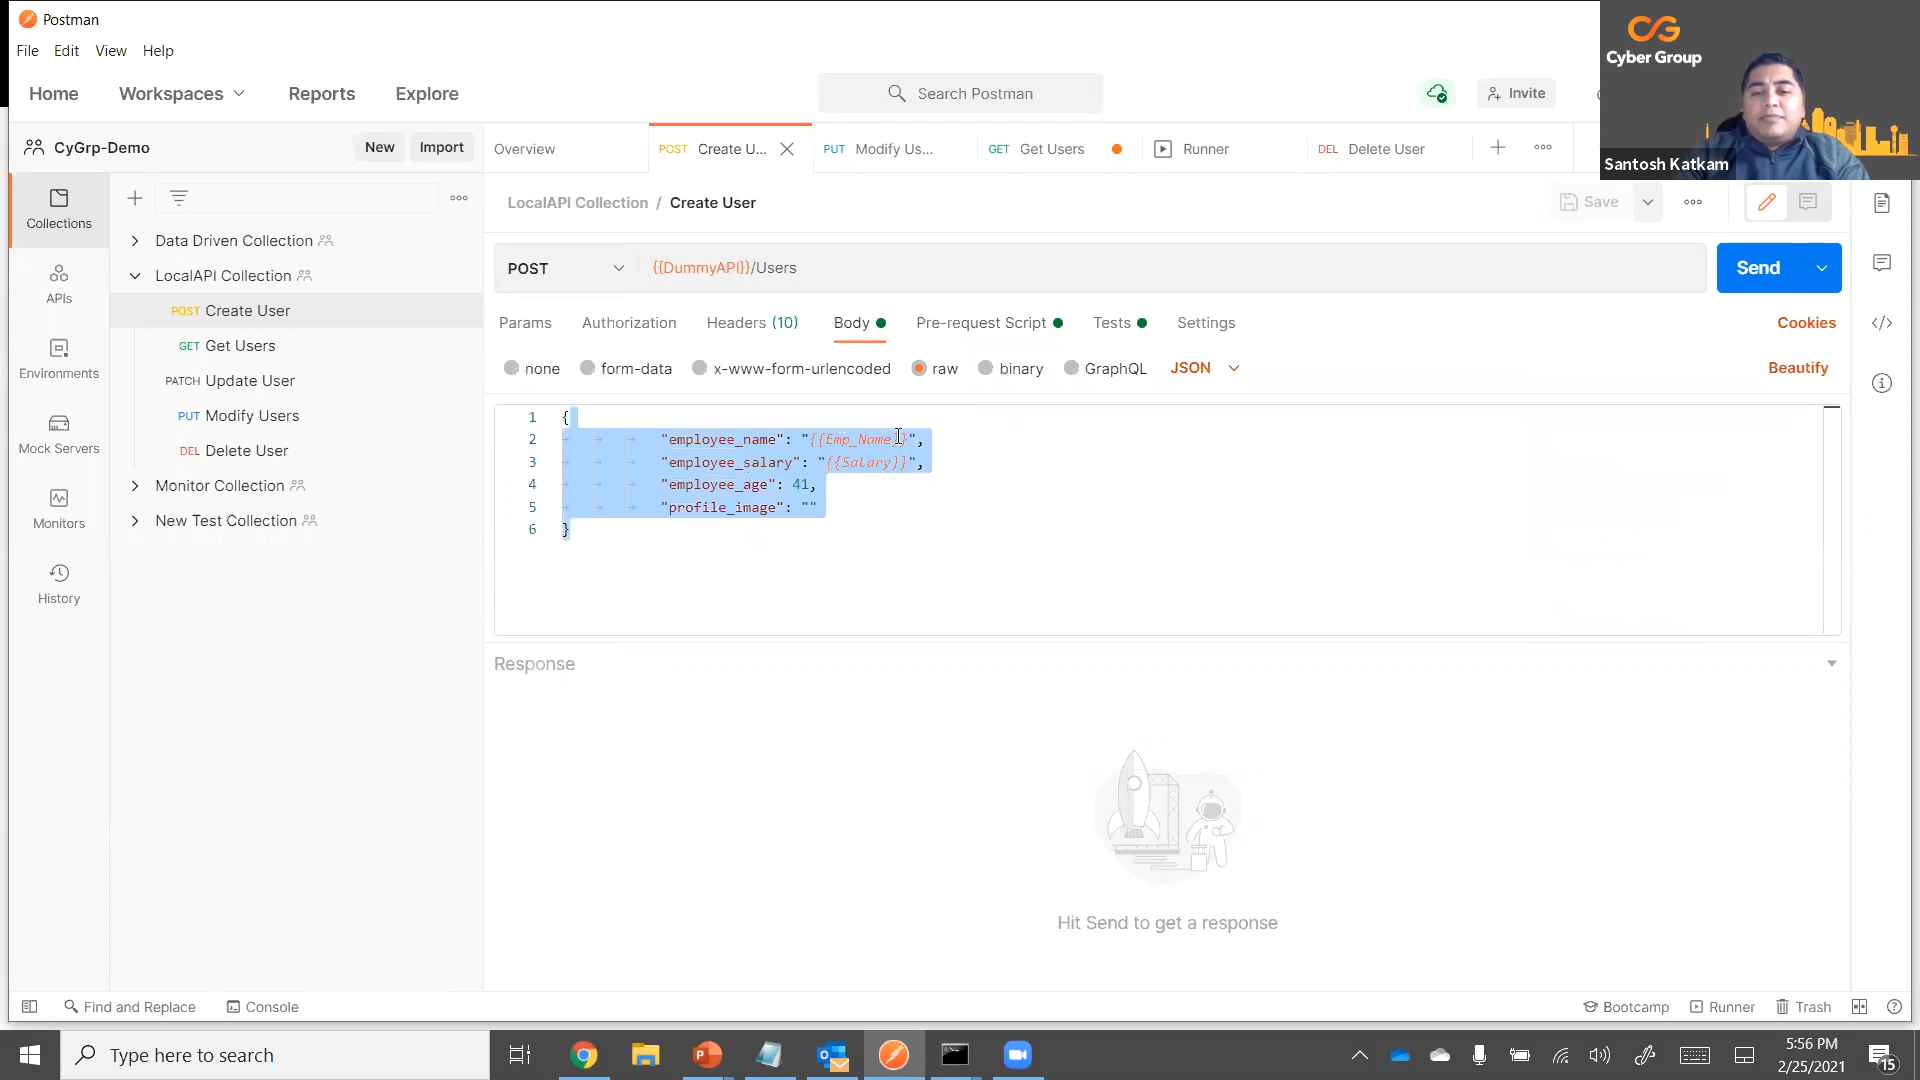 Postman
File Edit View Help
Home Workspaces Reports Explore
Search Postman
Invite
Cyber Group
Santosh Katkam
CyGrp-Demo
New Import
Overview
POST Create U...
PUT Modify Us...
GET Get Users
Runner
DEL Delete User
Collections
APIs
Environments
Mock Servers
Monitors
History
Data Driven Collection
LocalAPI Collection
POST Create User
GET Get Users
PATCH Update User
PUT Modify Users
DEL Delete User
Monitor Collection
New Test Collection
LocalAPI Collection / Create User
Save
POST
{{DummyAPI}}/Users
Send
Params Authorization Headers (10) Body Pre-request Script Tests Settings
Cookies
none form-data x-www-form-urlencoded raw binary GraphQL JSON
Beautify
1 {
2 "employee_name": "{{Emp_Name}}",
3 "employee_salary": "{{Salary}}",
4 "employee_age": 41,
5 "profile_image": ""
6 }
Response
Hit Send to get a response
Find and Replace Console
Bootcamp Runner Trash
Type here to search
5:56 PM
2/25/2021
15